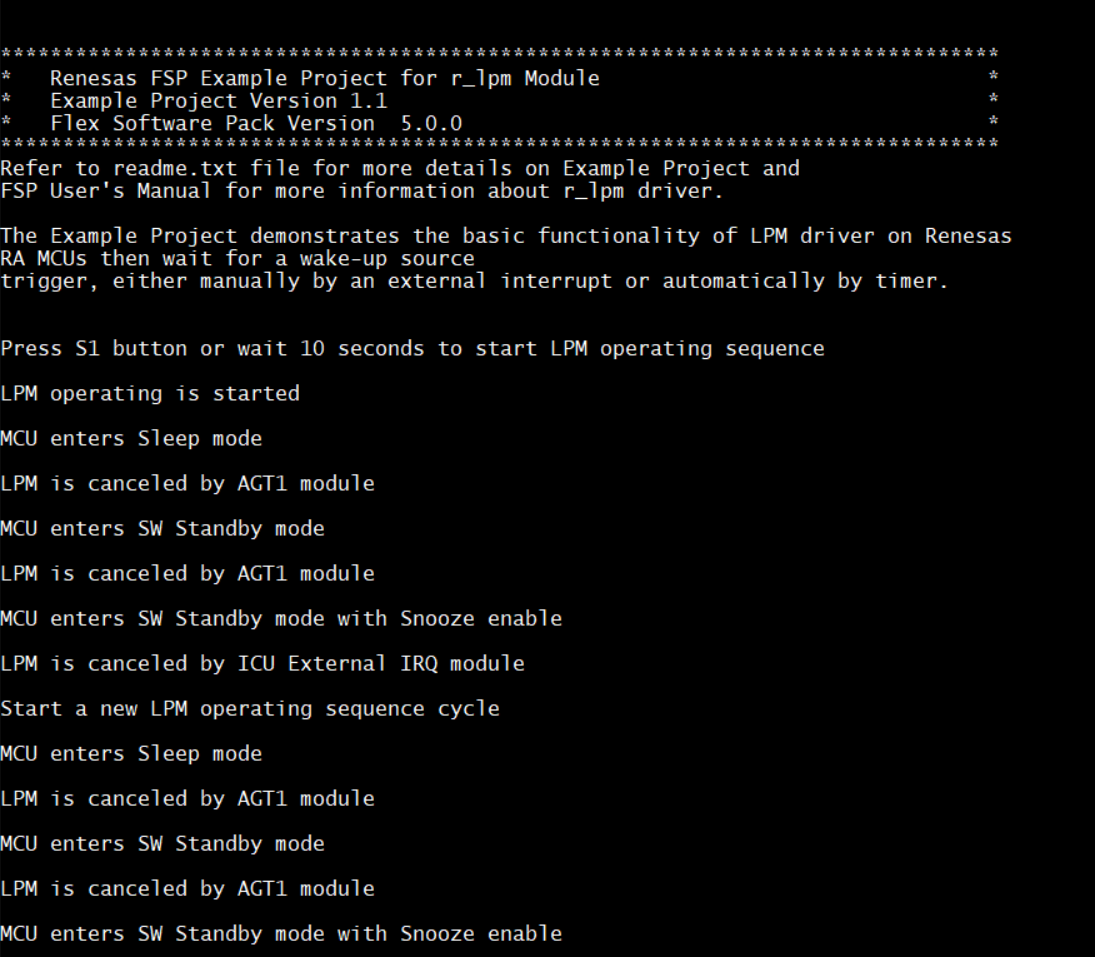 ********************************************************************************
*   Renesas FSP Example Project for r_lpm Module                               *
*   Example Project Version 1.1                                                *
*   Flex Software Pack Version  5.0.0                                          *
********************************************************************************
Refer to readme.txt file for more details on Example Project and
FSP User's Manual for more information about r_lpm driver.
The Example Project demonstrates the basic functionality of LPM driver on Renesas
RA MCUs then wait for a wake-up source
trigger, either manually by an external interrupt or automatically by timer.
Press S1 button or wait 10 seconds to start LPM operating sequence
LPM operating is started
MCU enters Sleep mode
LPM is canceled by AGT1 module
MCU enters SW Standby mode
LPM is canceled by AGT1 module
MCU enters SW Standby mode with Snooze enable
LPM is canceled by ICU External IRQ module
Start a new LPM operating sequence cycle
MCU enters Sleep mode
LPM is canceled by AGT1 module
MCU enters SW Standby mode
LPM is canceled by AGT1 module
MCU enters SW Standby mode with Snooze enable